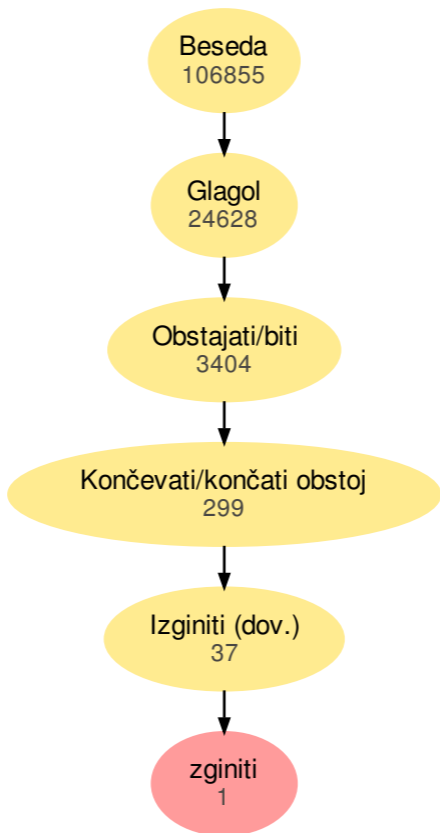 Beseda
106855
Glagol
24628
Obstajati/biti
3404
Končevati/končati obstoj
299
Izginiti (dov.)
37
zginiti
1